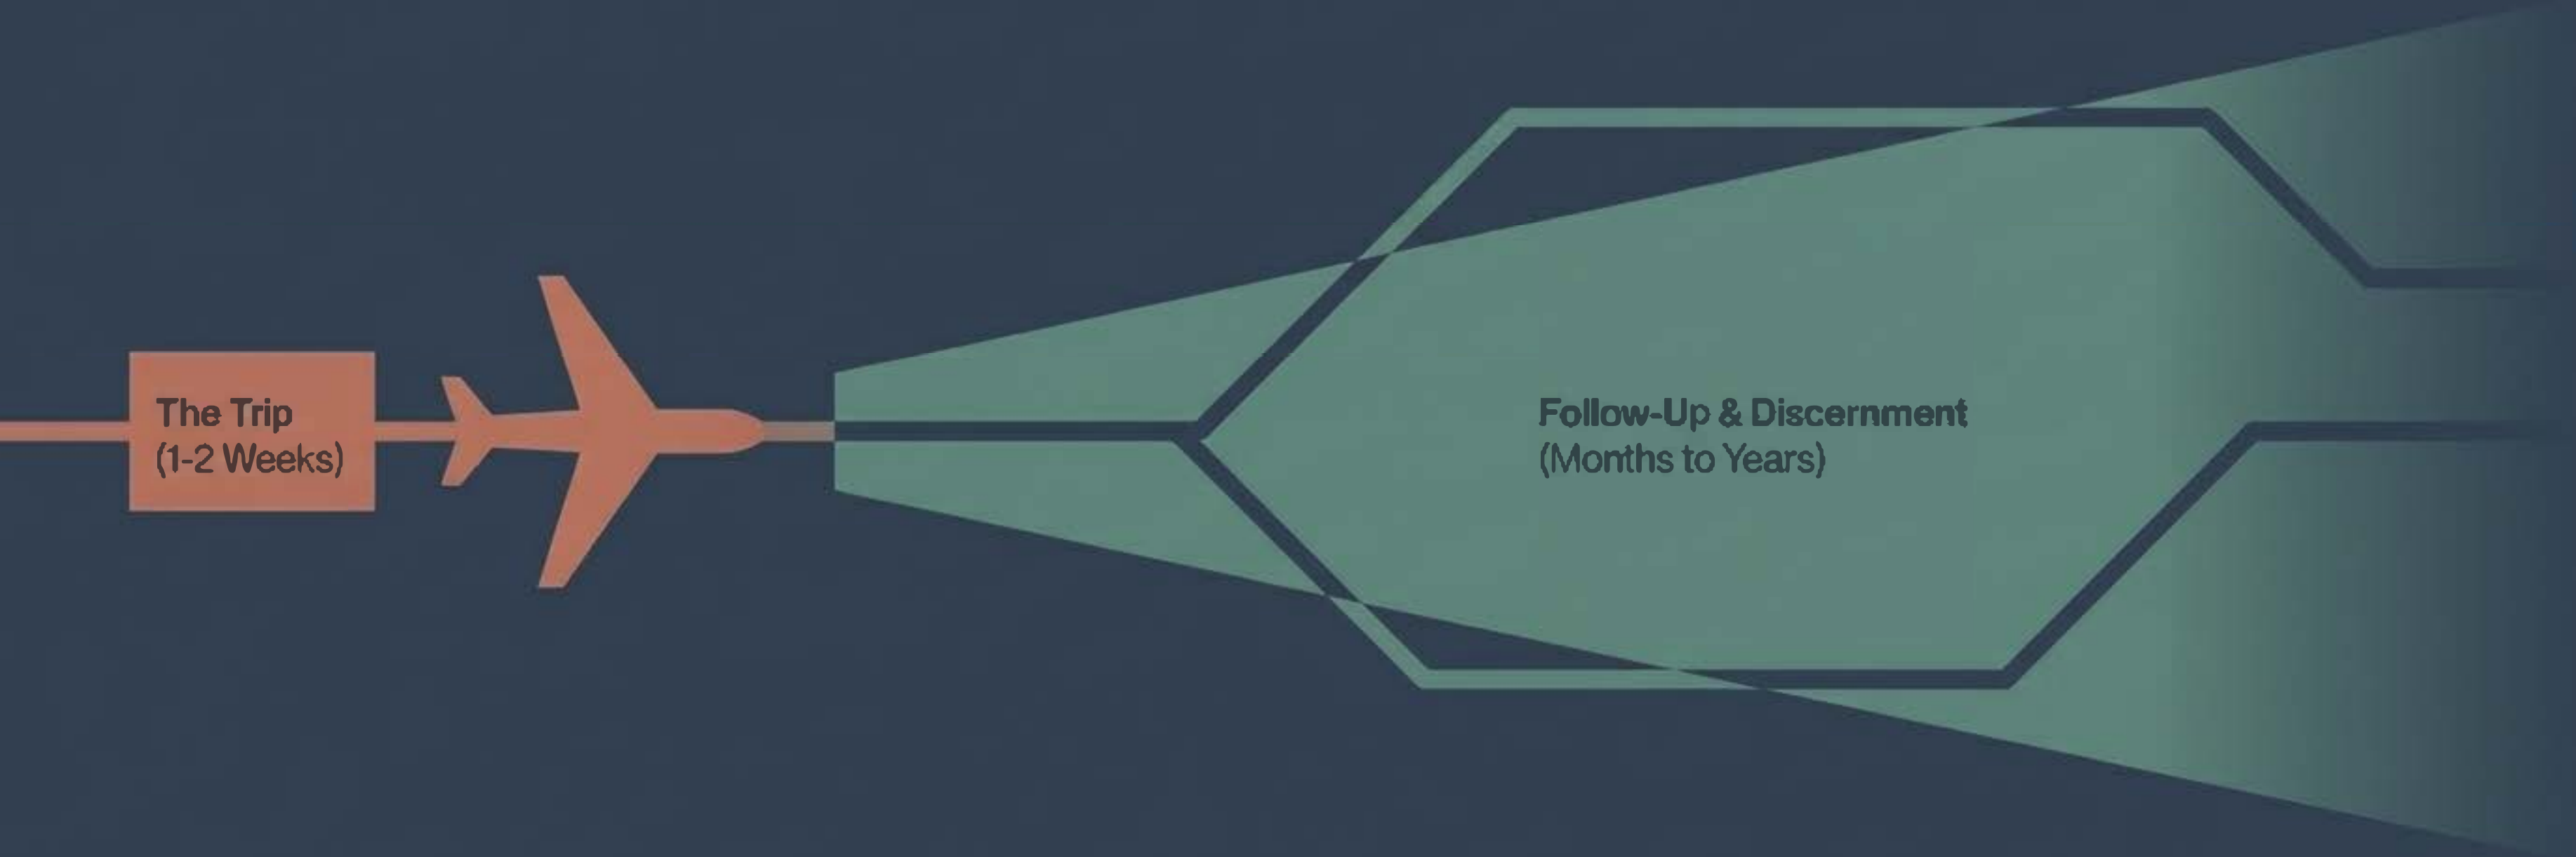 The Trip
(1-2 Weeks)
Follow-Up & Discernment
(Months to Years)